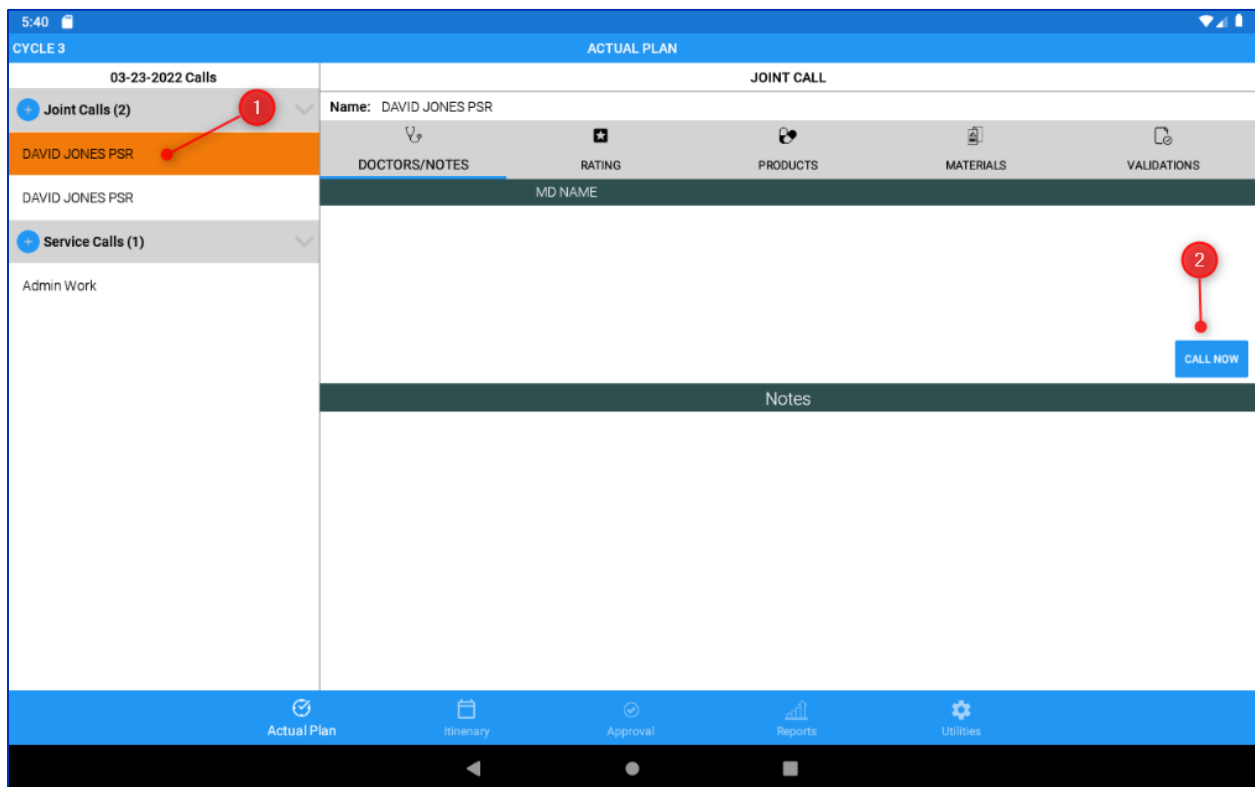 5:40
CYCLE 3
ACTUAL PLAN
03-23-2022 Calls
JOINT CALL
+ Joint Calls (2)
1
Name: DAVID JONES PSR
DAVID JONES PSR
DOCTORS/NOTES
RATING
PRODUCTS
MATERIALS
VALIDATIONS
DAVID JONES PSR
MD NAME
+ Service Calls (1)
2
Admin Work
CALL NOW
Notes
Actual Plan
Itinenary
Approval
Reports
Utilities